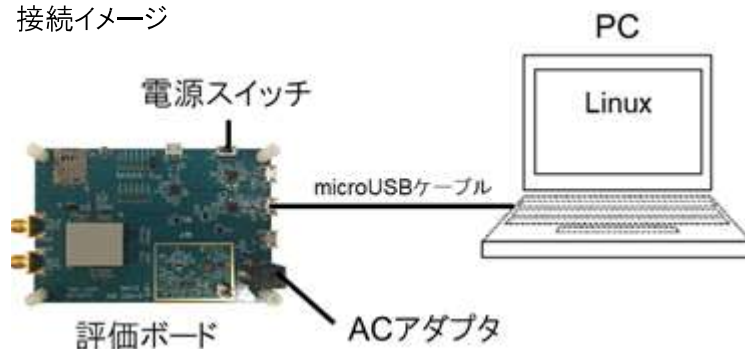 接続イメージ
PC
電源スイッチ
Linux
microUSBケーブル
評価ボード
ACアダプタ